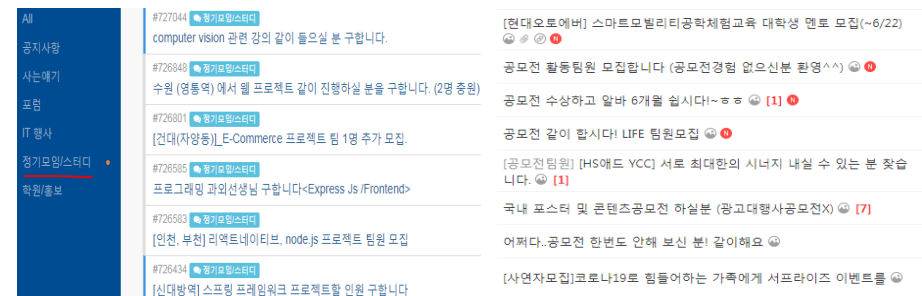 All
공지사항
사는얘기
포럼
IT 행사
정기모임/스터디
학원/홍보
#727044 정기모임/스터디
computer vision 관련 강의 같이 들으실 분 구합니다.
#726848 정기모임/스터디
수원 (영통역) 에서 웹 프로젝트 같이 진행하실 분을 구합니다. (2명 중원)
#726801 정기모임/스터디
[건대(자양동)]_E-Commerce 프로젝트 팀 1명 추가 모집.
#726585 정기모임/스터디
프로그래밍 과외선생님 구합니다<Express Js /Frontend>
#726583 정기모임/스터디
[인천, 부천] 리액트네이티브, node.js 프로젝트 팀원 모집
#726434 정기모임/스터디
[신대방역] 스프링 프레임워크 프로젝트할 인원 구합니다
[현대오토에버] 스마트모빌리티공학체험교육 대학생 멘토 모집(~6/22)
N
공모전 활동팀원 모집합니다 (공모전경험 없으신분 환영^^) N
공모전 수상하고 알바 6개월 쉽시다!~ㅎㅎ [1] N
공모전 같이 합시다! LIFE 팀원모집 N
[공모전팀원] [HS애드 YCC] 서로 최대한의 시너지 내실 수 있는 분 찾습
니다. [1]
국내 포스터 및 콘텐츠공모전 하실분 (광고대행사공모전X) [7]
어쩌다..공모전 한번도 안해 보신 분! 같이해요
[사연자모집]코로나19로 힘들어하는 가족에게 서프라이즈 이벤트를